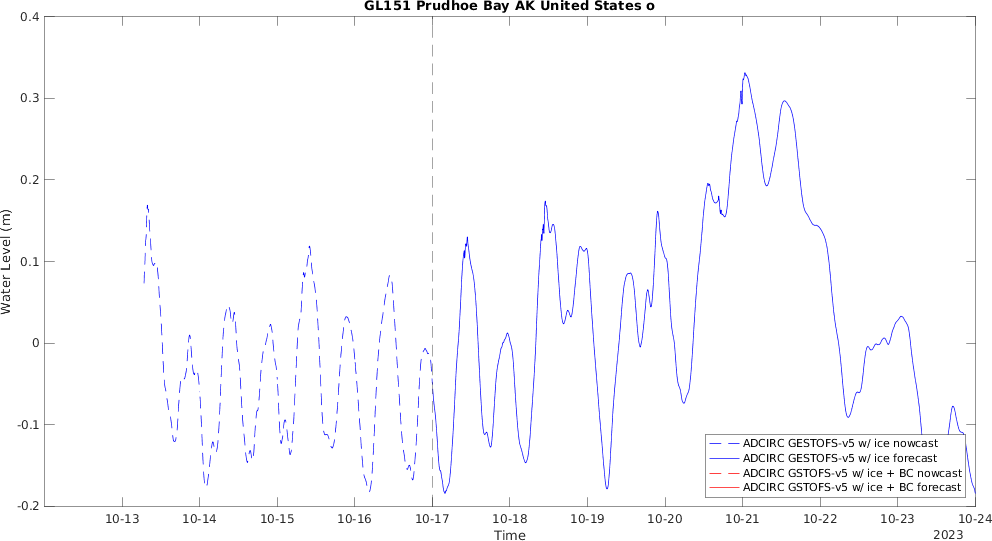 GL151 Prudhoe Bay AK United States o
0.4
0.3
0.2
0.1
0
-0.1
-0.2
Water Level (m)
10-13 10-14 10-15 10-16 10-17 10-18 10-19 10-20 10-21 10-22 10-23 10-24
Time
2023
ADCIRC GESTOFS-v5 w/ ice nowcast
ADCIRC GESTOFS-v5 w/ ice forecast
ADCIRC GSTOFS-v5 w/ ice + BC nowcast
ADCIRC GSTOFS-v5 w/ ice + BC forecast